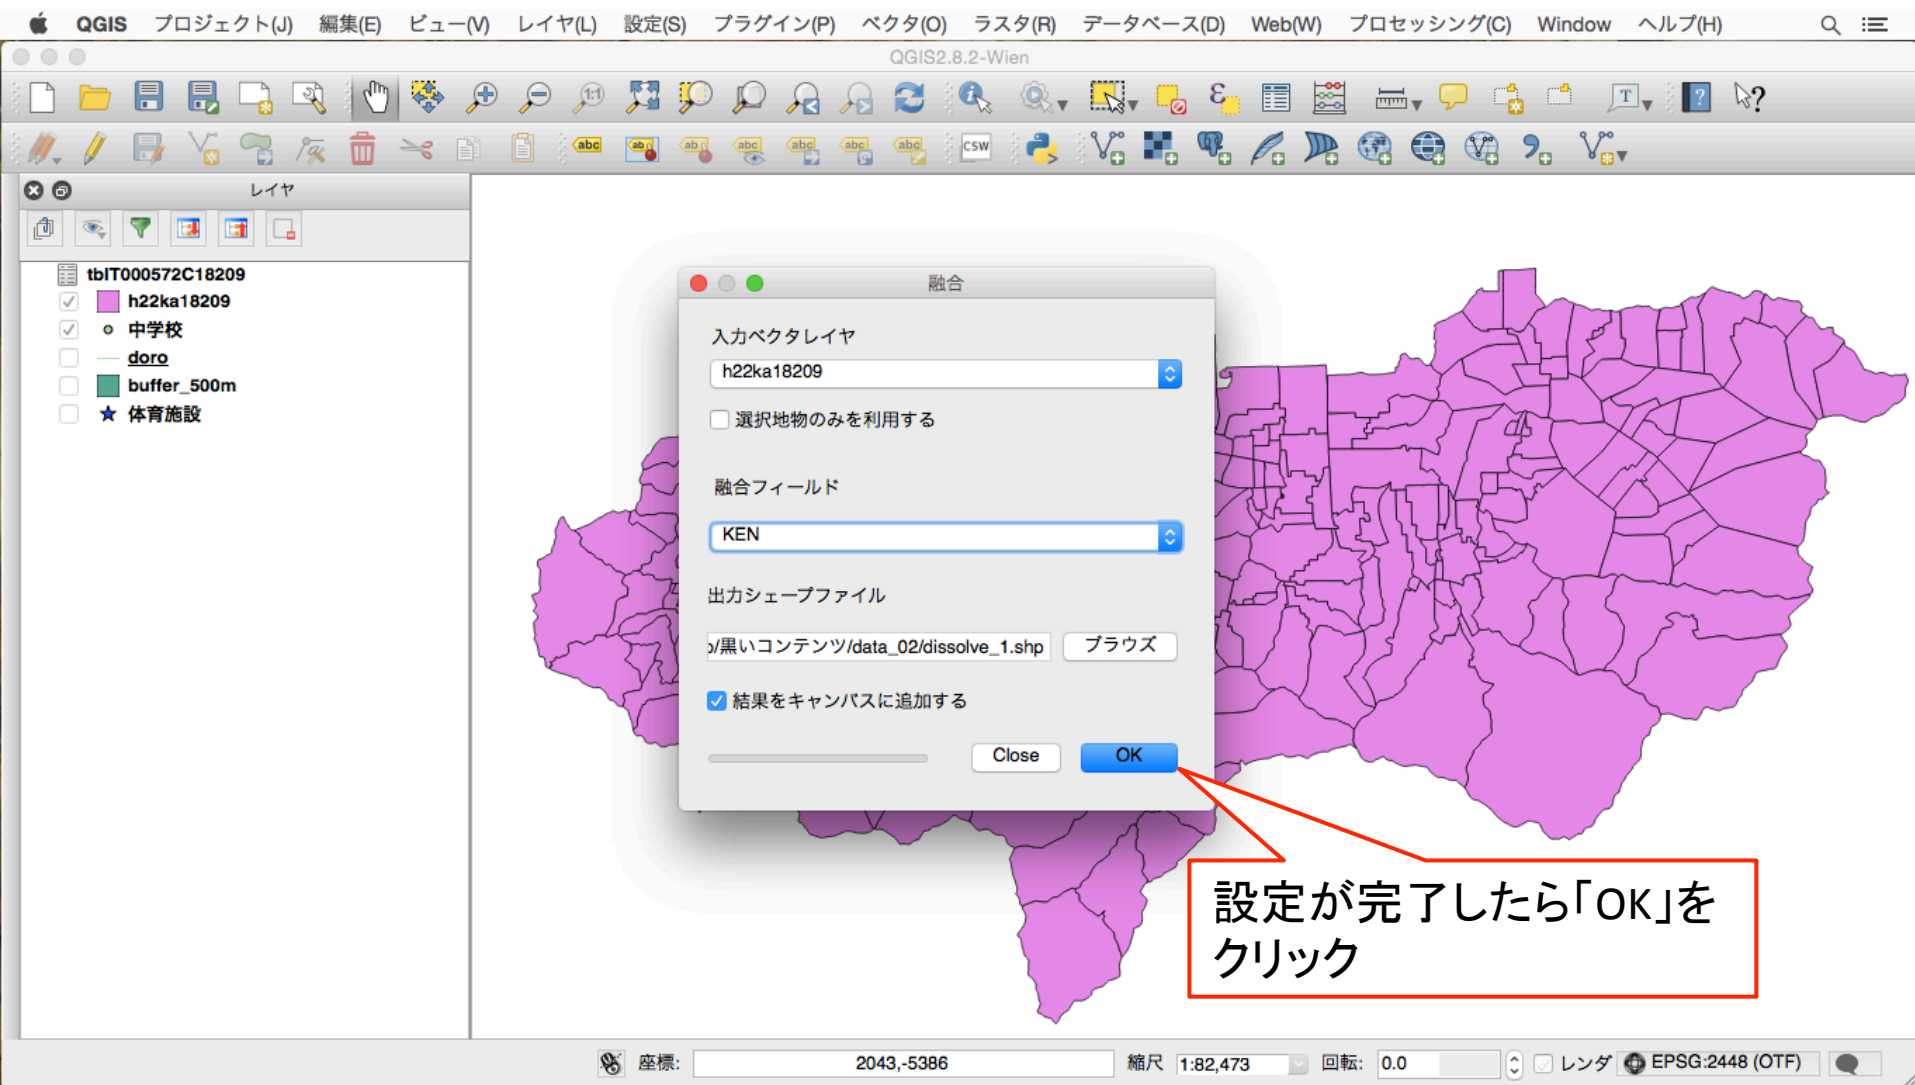 QGIS プロジェクト(J) 編集(E) ビュー(V) レイヤ(L) 設定(S) プラグイン(P) ベクタ(O) ラスタ(R) データベース(D) Web(W) プロセッシング(C) Window ヘルプ(H)
QGIS2.8.2-Wien
レイヤ
tblT000572C18209
h22ka18209
中学校
doro
buffer_500m
体育施設
融合
入力ベクタレイヤ
h22ka18209
選択地物のみを利用する
融合フィールド
KEN
出力シェープファイル
/黒いコンテンツ/data_02/dissolve_1.shp ブラウズ
結果をキャンバスに追加する
Close OK
設定が完了したら「OK」を
クリック
座標: 2043,-5386 縮尺 1:82,473 回転: 0.0 レンダ EPSG:2448 (OTF)